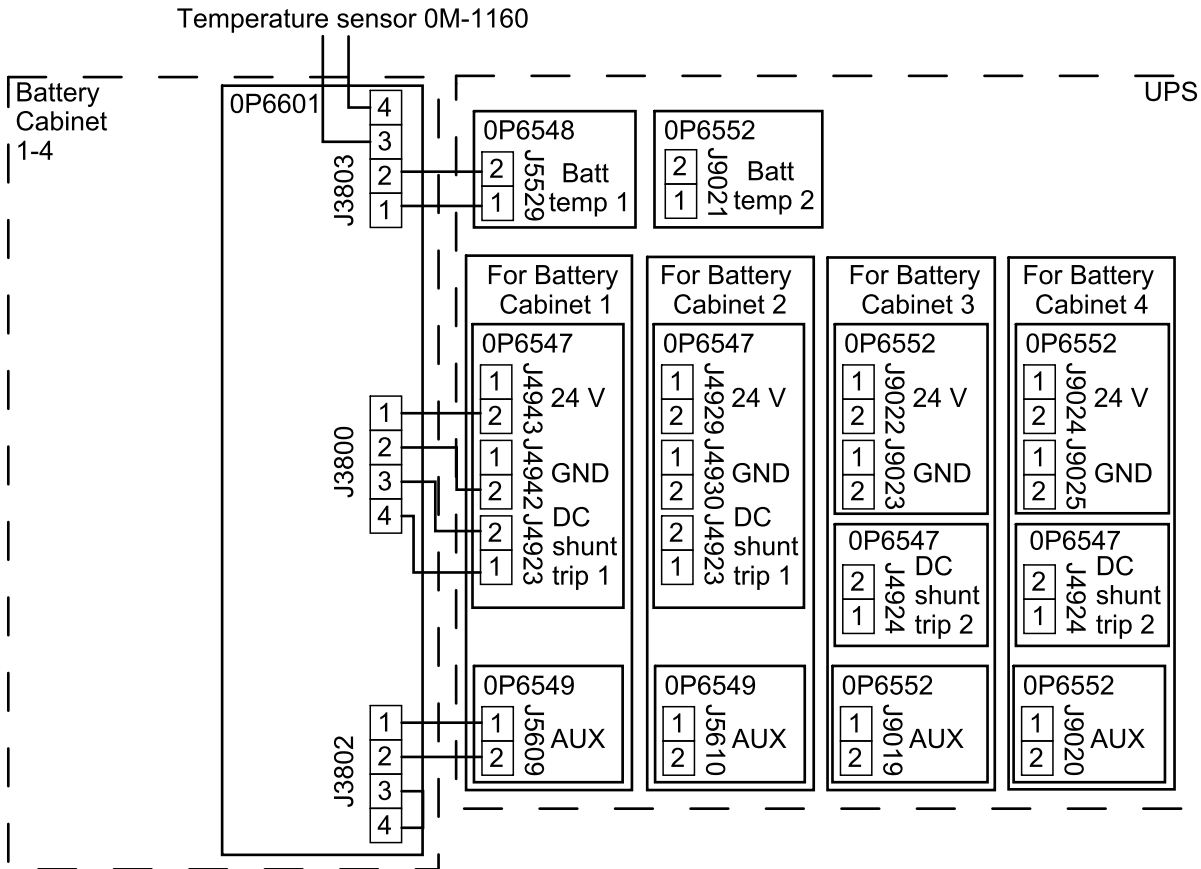 Temperature sensor 0M-1160
Battery
Cabinet
1-4
UPS
0P6601
4
3
2
1
J3803
0P6548
2
1
J5529
Batt
temp 1
0P6552
2
1
J9021
Batt
temp 2
1
2
3
4
J3800
1
2
3
4
J3802
For Battery
Cabinet 1
0P6547
1
2
J4943
24 V
1
2
J4942
GND
2
1
J4923
DC
shunt
trip 1
0P6549
1
2
J5609
AUX
For Battery
Cabinet 2
0P6547
1
2
J4929
24 V
1
2
J4930
GND
2
1
J4923
DC
shunt
trip 1
0P6549
1
2
J5610
AUX
For Battery
Cabinet 3
0P6552
1
2
J9022
24 V
1
2
J9023
GND
0P6547
2
1
J4924
DC
shunt
trip 2
0P6552
1
2
J9019
AUX
For Battery
Cabinet 4
0P6552
1
2
J9024
24 V
1
2
J9025
GND
0P6547
2
1
J4924
DC
shunt
trip 2
0P6552
1
2
J9020
AUX